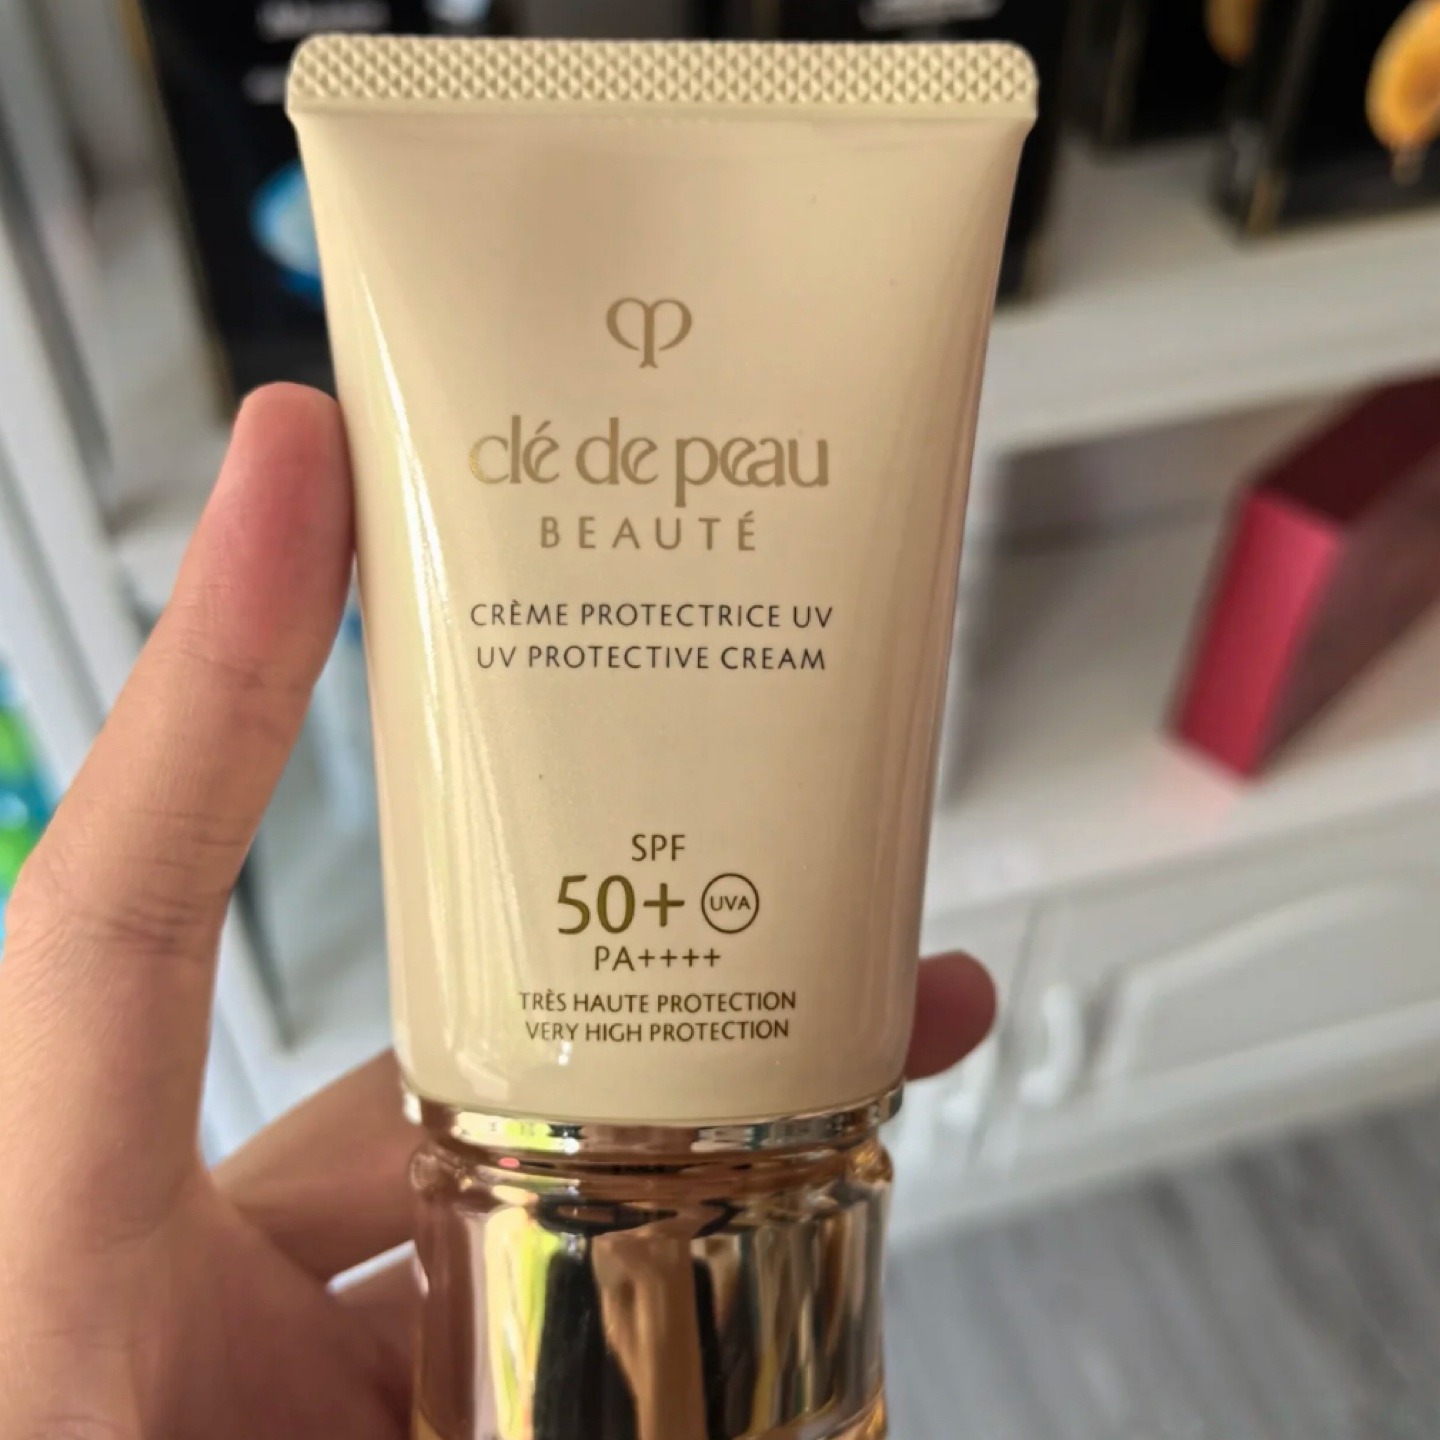 clé de peau
BEAUTÉ
CRÈME PROTECTRICE UV
UV PROTECTIVE CREAM
SPF
50+ UVA
PA++++
TRÈS HAUTE PROTECTION
VERY HIGH PROTECTION